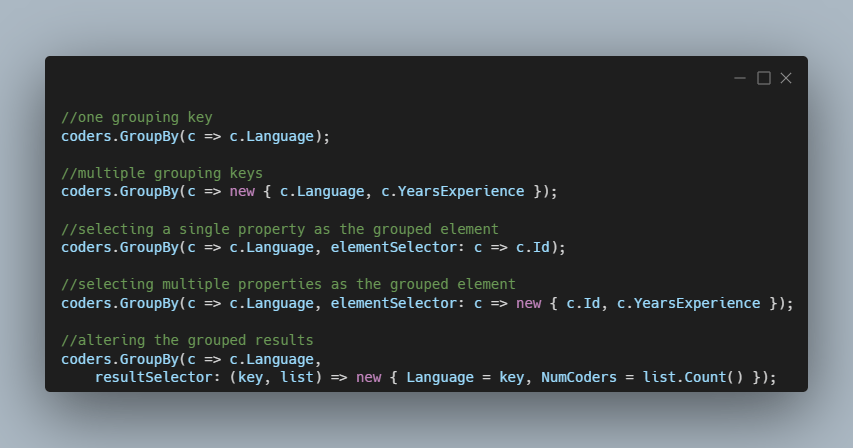 //one grouping key
coders.GroupBy(c => c.Language);
//multiple grouping keys
coders.GroupBy(c => new { c.Language, c.YearsExperience });
//selecting a single property as the grouped element
coders.GroupBy(c => c.Language, elementSelector: c => c.Id);
//selecting multiple properties as the grouped element
coders.GroupBy(c => c.Language, elementSelector: c => new { c.Id, c.YearsExperience });
//altering the grouped results
coders.GroupBy(c => c.Language,
    resultSelector: (key, list) => new { Language = key, NumCoders = list.Count() });